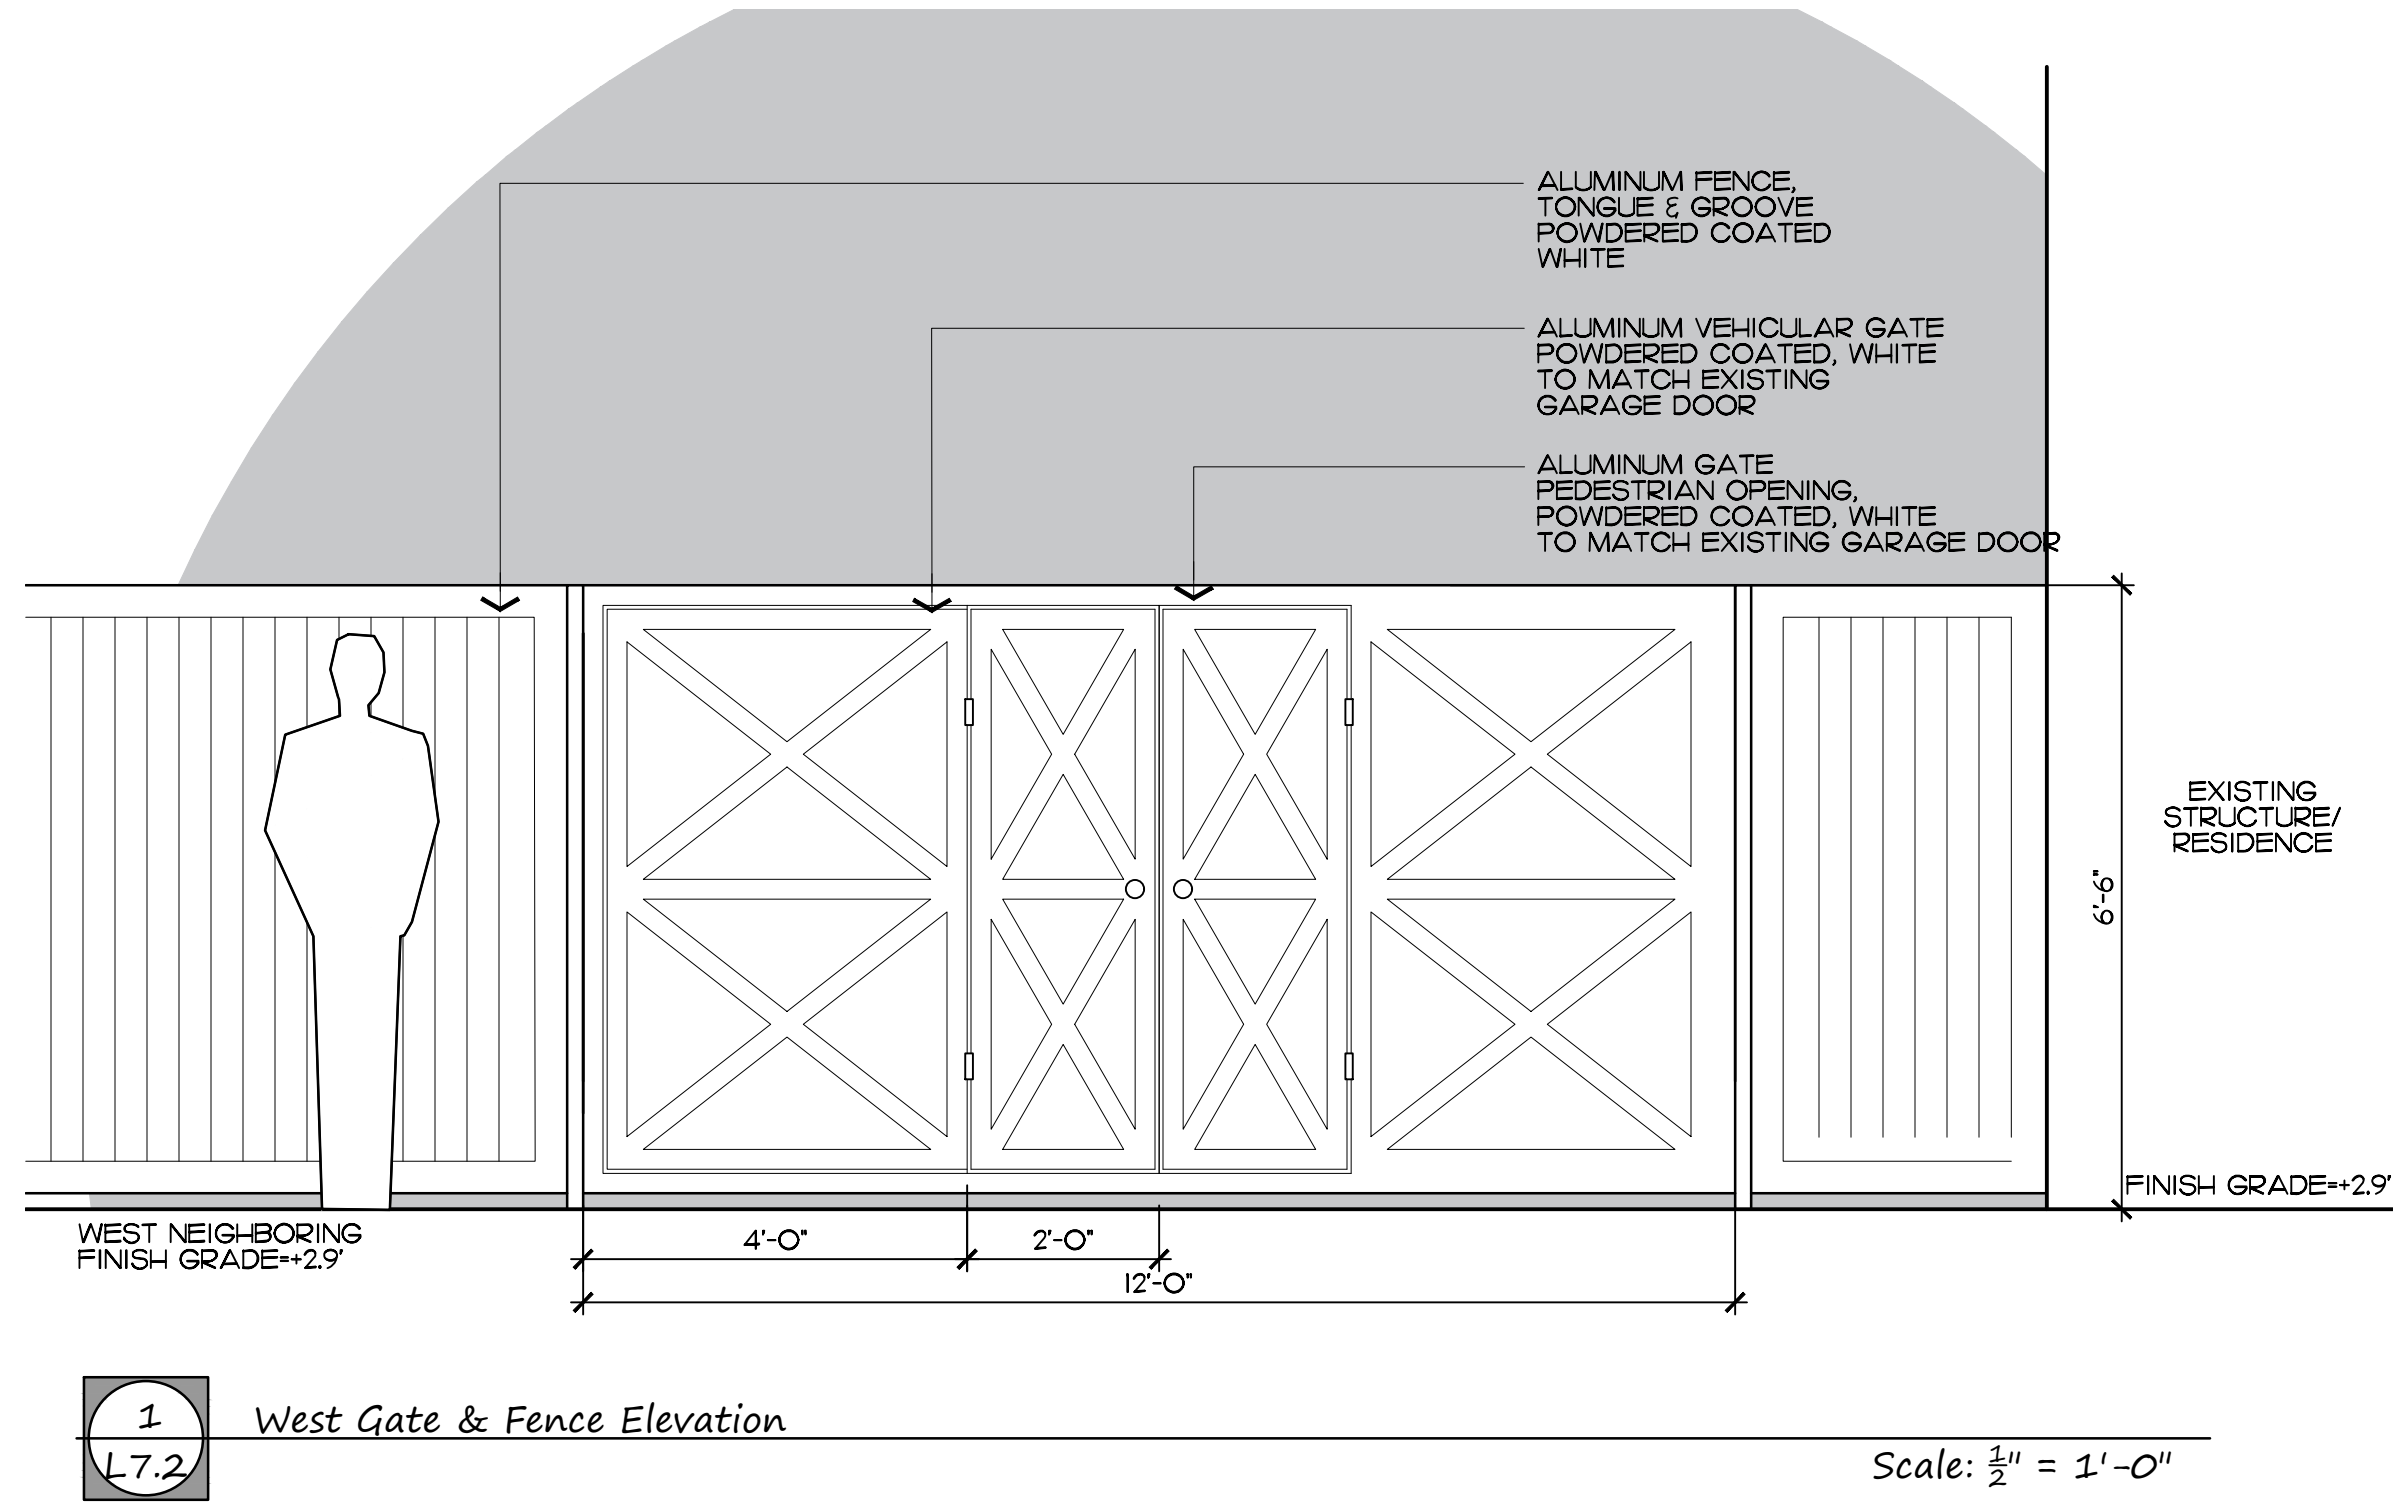 ALUMINUM FENCE,
TONGUE & GROOVE
POWDERED COATED
WHITE
ALUMINUM VEHICULAR GATE
POWDERED COATED, WHITE
TO MATCH EXISTING
GARAGE DOOR
ALUMINUM GATE
PEDESTRIAN OPENING,
POWDERED COATED, WHITE
TO MATCH EXISTING GARAGE DOOR
EXISTING
STRUCTURE/
RESIDENCE
6'-6"
FINISH GRADE=+2.9'
WEST NEIGHBORING
FINISH GRADE=+2.9'
4'-0"
2'-0"
12'-0"
1
L7.2
West Gate & Fence Elevation
Scale: 1/2" = 1'-0"